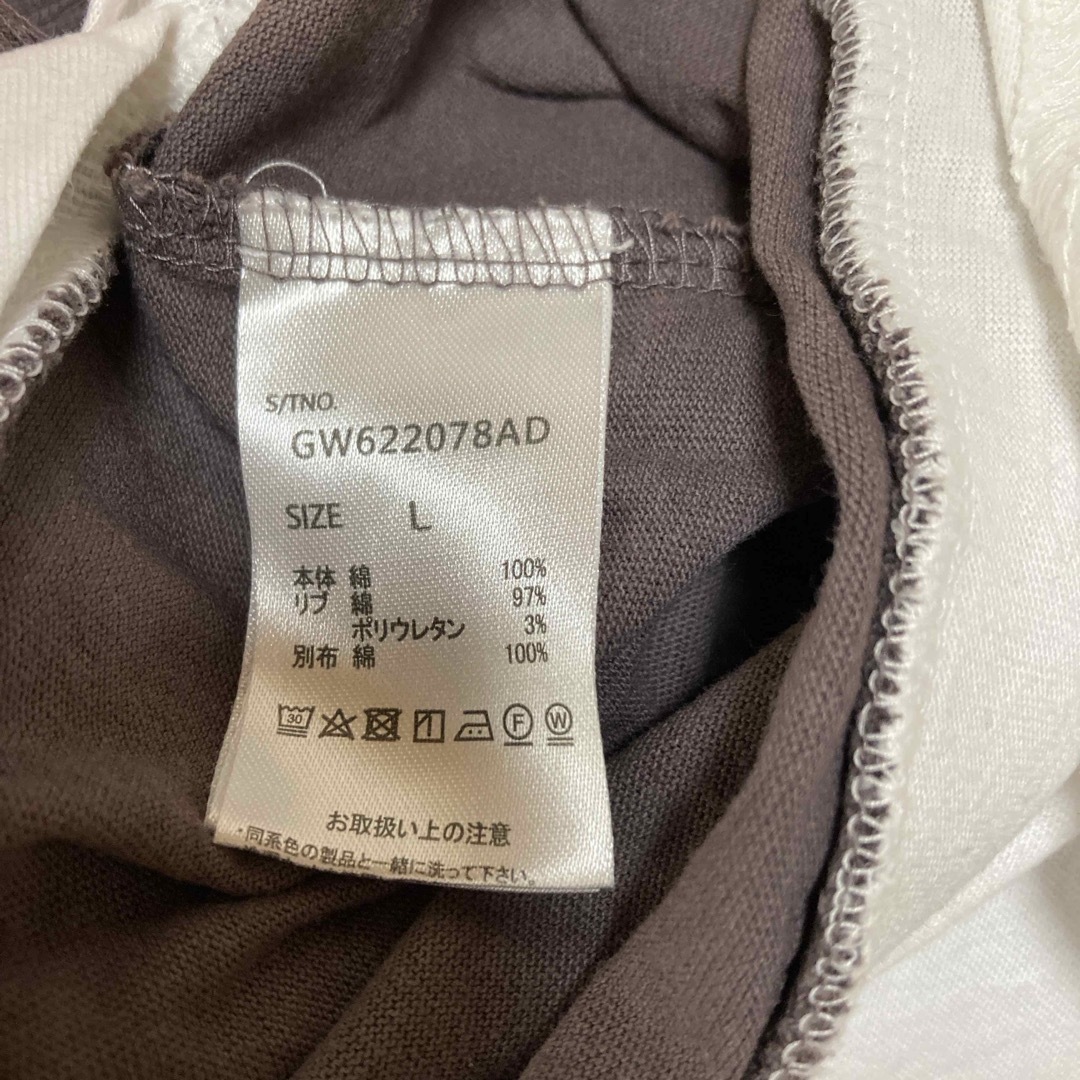 S/TNO.
GW622078AD
SIZE L
本体 綿 100%
リブ 綿 97%
ポリウレタン 3%
別布 綿 100%
30 F W
お取扱い上の注意
・同系色の製品と一緒に洗って下さい。